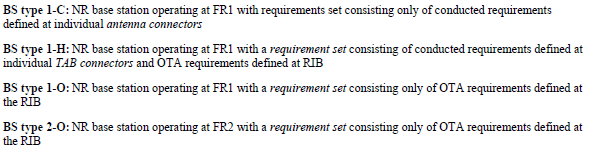 BS type 1-C: NR base station operating at FR1 with requirements set consisting only of conducted requirements
defined at individual antenna connectors
BS type 1-H: NR base station operating at FR1 with a requirement set consisting of conducted requirements defined at
individual TAB connectors and OTA requirements defined at RIB
BS type 1-O: NR base station operating at FR1 with a requirement set consisting only of OTA requirements defined at
the RIB
BS type 2-O: NR base station operating at FR2 with a requirement set consisting only of OTA requirements defined at
the RIB